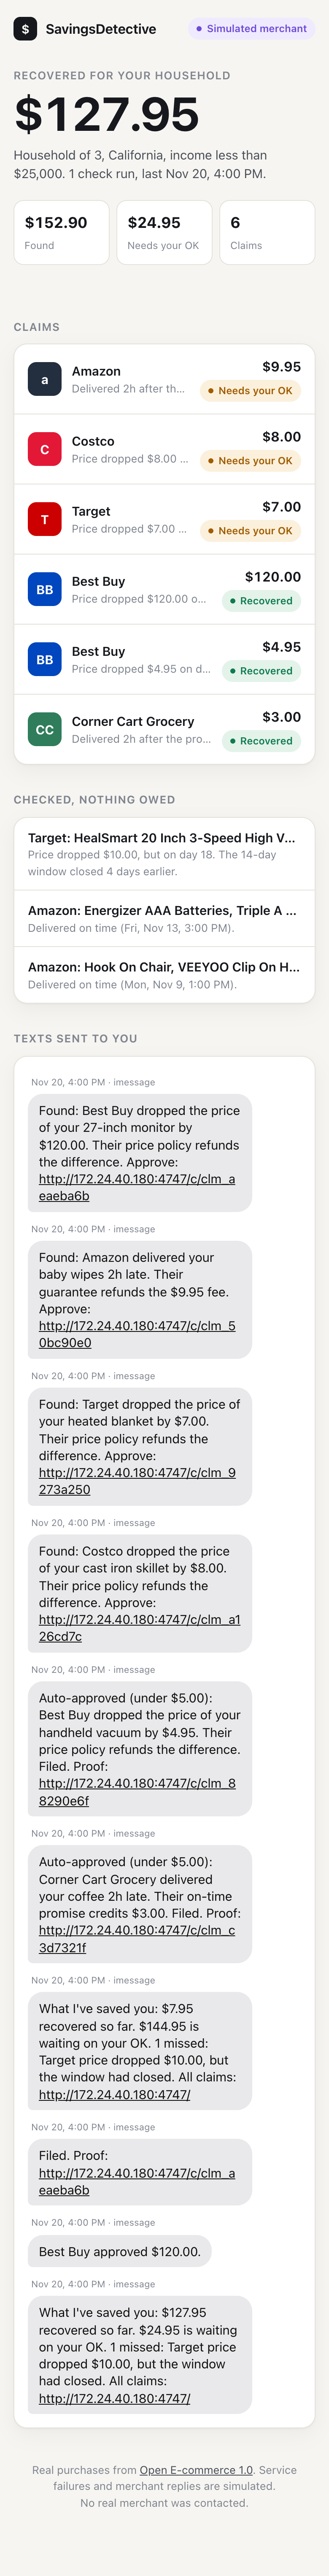 $ SavingsDetective
Simulated merchant
RECOVERED FOR YOUR HOUSEHOLD
$127.95
Household of 3, California, income less than
$25,000. 1 check run, last Nov 20, 4:00 PM.
$152.90
Found
$24.95
Needs your OK
6
Claims
CLAIMS
a
Amazon
$9.95
Delivered 2h after th...
Needs your OK
C
Costco
$8.00
Price dropped $8.00 ...
Needs your OK
T
Target
$7.00
Price dropped $7.00 ...
Needs your OK
BB
Best Buy
$120.00
Price dropped $120.00 o...
Recovered
BB
Best Buy
$4.95
Price dropped $4.95 on d...
Recovered
CC
Corner Cart Grocery
$3.00
Delivered 2h after the pro...
Recovered
CHECKED, NOTHING OWED
Target: HealSmart 20 Inch 3-Speed High V...
Price dropped $10.00, but on day 18. The 14-day
window closed 4 days earlier.
Amazon: Energizer AAA Batteries, Triple A ...
Delivered on time (Fri, Nov 13, 3:00 PM).
Amazon: Hook On Chair, VEEYOO Clip On H...
Delivered on time (Mon, Nov 9, 1:00 PM).
TEXTS SENT TO YOU
Nov 20, 4:00 PM · imessage
Found: Best Buy dropped the price
of your 27-inch monitor by
$120.00. Their price policy refunds
the difference. Approve:
http://172.24.40.180:4747/c/clm_a
eaeba6b
Nov 20, 4:00 PM · imessage
Found: Amazon delivered your
baby wipes 2h late. Their
guarantee refunds the $9.95 fee.
Approve:
http://172.24.40.180:4747/c/clm_5
0bc90e0
Nov 20, 4:00 PM · imessage
Found: Target dropped the price of
your heated blanket by $7.00.
Their price policy refunds the
difference. Approve:
http://172.24.40.180:4747/c/clm_9
273a250
Nov 20, 4:00 PM · imessage
Found: Costco dropped the price
of your cast iron skillet by $8.00.
Their price policy refunds the
difference. Approve:
http://172.24.40.180:4747/c/clm_a1
26cd7c
Nov 20, 4:00 PM · imessage
Auto-approved (under $5.00):
Best Buy dropped the price of your
handheld vacuum by $4.95. Their
price policy refunds the difference.
Filed. Proof:
http://172.24.40.180:4747/c/clm_8
8290e6f
Nov 20, 4:00 PM · imessage
Auto-approved (under $5.00):
Corner Cart Grocery delivered
your coffee 2h late. Their on-time
promise credits $3.00. Filed. Proof:
http://172.24.40.180:4747/c/clm_c
3d7321f
Nov 20, 4:00 PM · imessage
What I've saved you: $7.95
recovered so far. $144.95 is
waiting on your OK. 1 missed:
Target price dropped $10.00, but
the window had closed. All claims:
http://172.24.40.180:4747/
Nov 20, 4:00 PM · imessage
Filed. Proof:
http://172.24.40.180:4747/c/clm_a
eaeba6b
Nov 20, 4:00 PM · imessage
Best Buy approved $120.00.
Nov 20, 4:00 PM · imessage
What I've saved you: $127.95
recovered so far. $24.95 is waiting
on your OK. 1 missed: Target price
dropped $10.00, but the window
had closed. All claims:
http://172.24.40.180:4747/
Real purchases from Open E-commerce 1.0. Service
failures and merchant replies are simulated.
No real merchant was contacted.